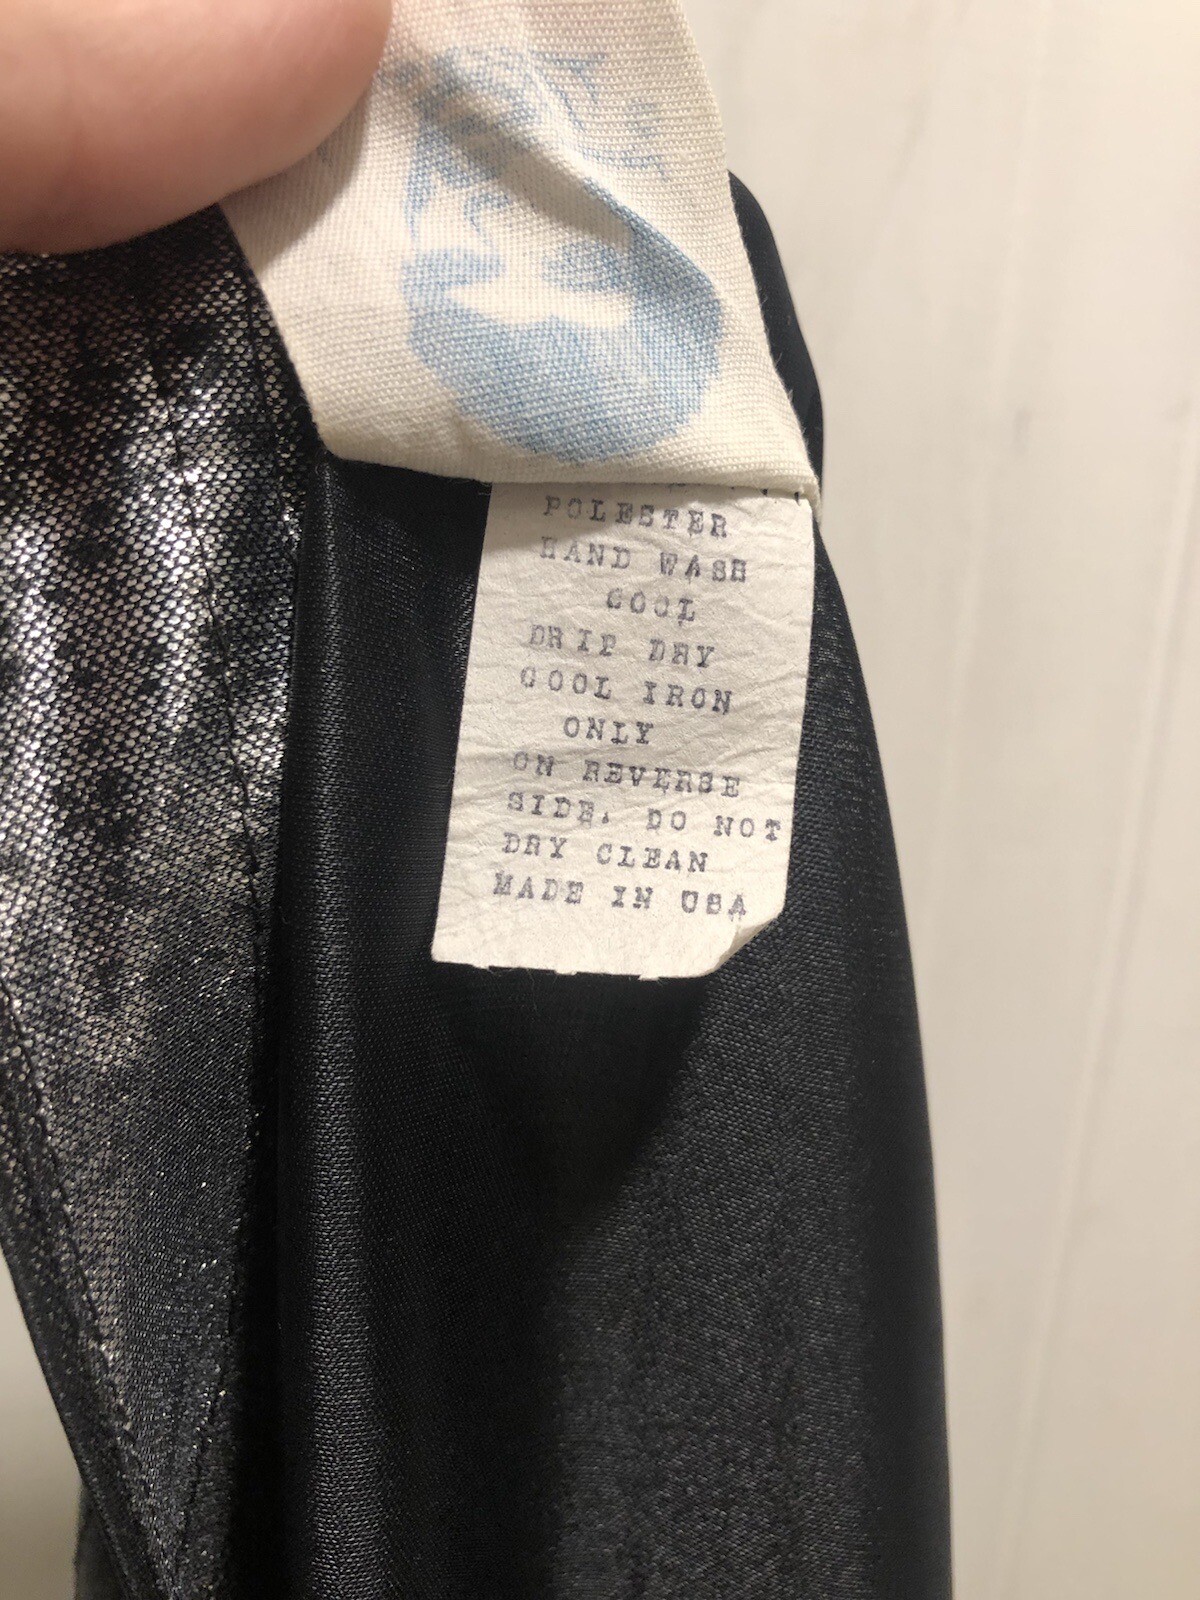 POLESTER
HAND WASH
COOL
DRIP DRY
COOL IRON
ONLY
ON REVERSE
SIDE. DO NOT
DRY CLEAN
MADE IN USA